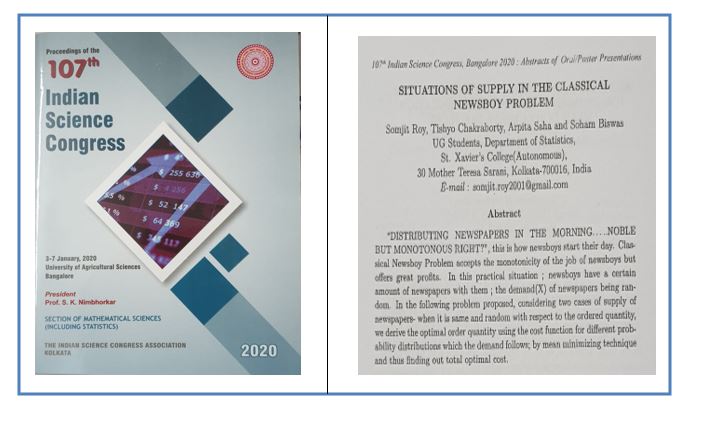 Proceedings of the
107th
Indian
Science
Congress
255 636
$ 4 256
$ 52 147
$ 64 369
3-7 January, 2020
University of Agricultural Sciences
Bangalore
President
Prof. S. K. Nimbhorkar
SECTION OF MATHEMATICAL SCIENCES
(INCLUDING STATISTICS)
THE INDIAN SCIENCE CONGRESS ASSOCIATION
KOLKATA
2020
107th Indian Science Congress, Bangalore 2020 : Abstracts of Oral/Poster Presentations
SITUATIONS OF SUPPLY IN THE CLASSICAL
NEWSBOY PROBLEM
Somjit Roy, Tishyo Chakraborty, Arpita Saha and Soham Biswas
UG Students, Department of Statistics,
St. Xavier's College(Autonomous),
30 Mother Teresa Sarani, Kolkata-700016, India
E-mail : somjit.roy2001@gmail.com
Abstract
"DISTRIBUTING NEWSPAPERS IN THE MORNING....NOBLE
BUT MONOTONOUS RIGHT?", this is how newsboys start their day. Clas-
sical Newsboy Problem accepts the monotonicity of the job of newsboys but
offers great profits. In this practical situation ; newsboys have a certain
amount of newspapers with them ; the demand(X) of newspapers being ran-
dom. In the following problem proposed, considering two cases of supply of
newspapers- when it is same and random with respect to the ordered quantity,
we derive the optimal order quantity using the cost function for different prob-
ability distributions which the demand follows; by mean minimizing technique
and thus finding out total optimal cost.